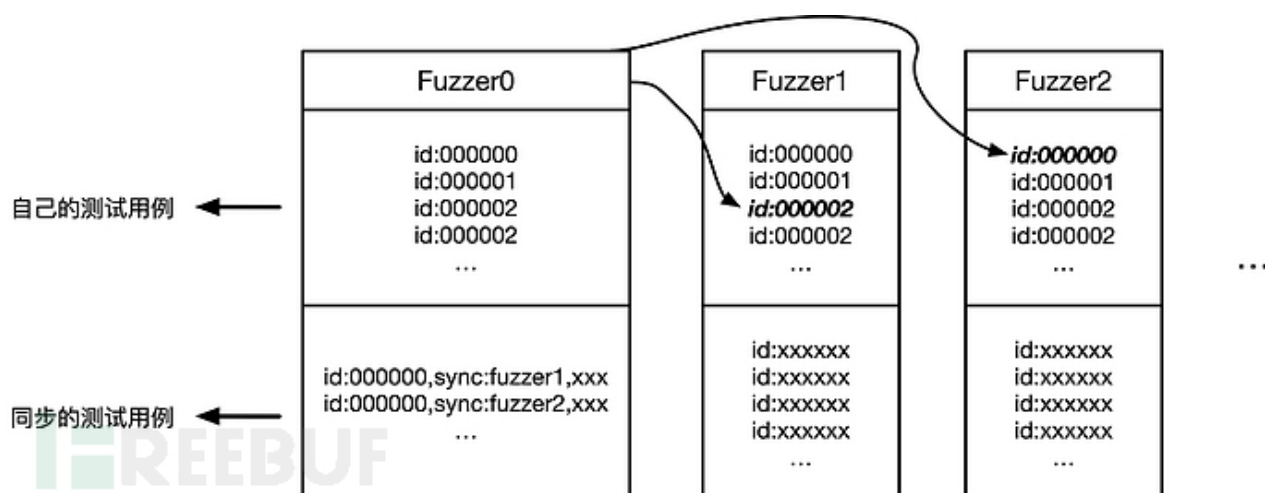 Fuzzer0
id:000000
id:000001
id:000002
id:000002
...
自己的测试用例
id:000000,sync:fuzzer1,xxx
id:000000,sync:fuzzer2,xxx
...
同步的测试用例
Fuzzer1
id:000000
id:000001
id:000002
id:000002
...
id:xxxxxx
id:xxxxxx
id:xxxxxx
id:xxxxxx
...
Fuzzer2
id:000000
id:000001
id:000002
id:000002
...
id:xxxxxx
id:xxxxxx
id:xxxxxx
id:xxxxxx
...
...
FREEBUF